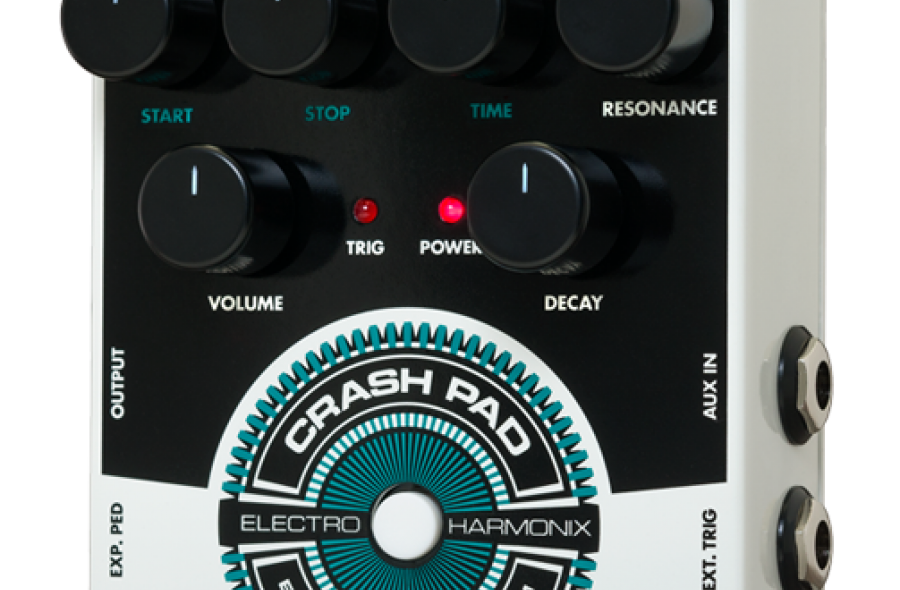 START
STOP
TIME
RESONANCE
TRIG
POWER
VOLUME
DECAY
OUTPUT
AUX IN
CRASH PAD
ELECTRO
HARMONIX
EXP. PED
EXT. TRIG